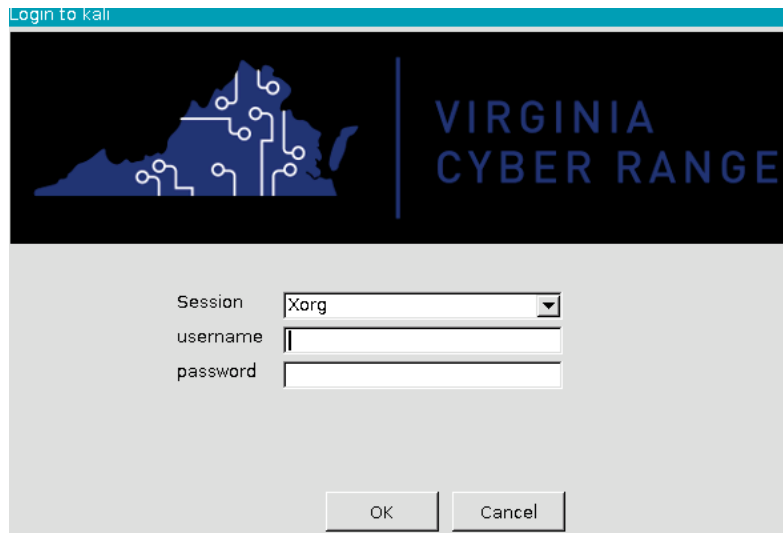 Login to kali
VIRGINIA
CYBER RANGE
Session
Xorg
username
password
OK
Cancel